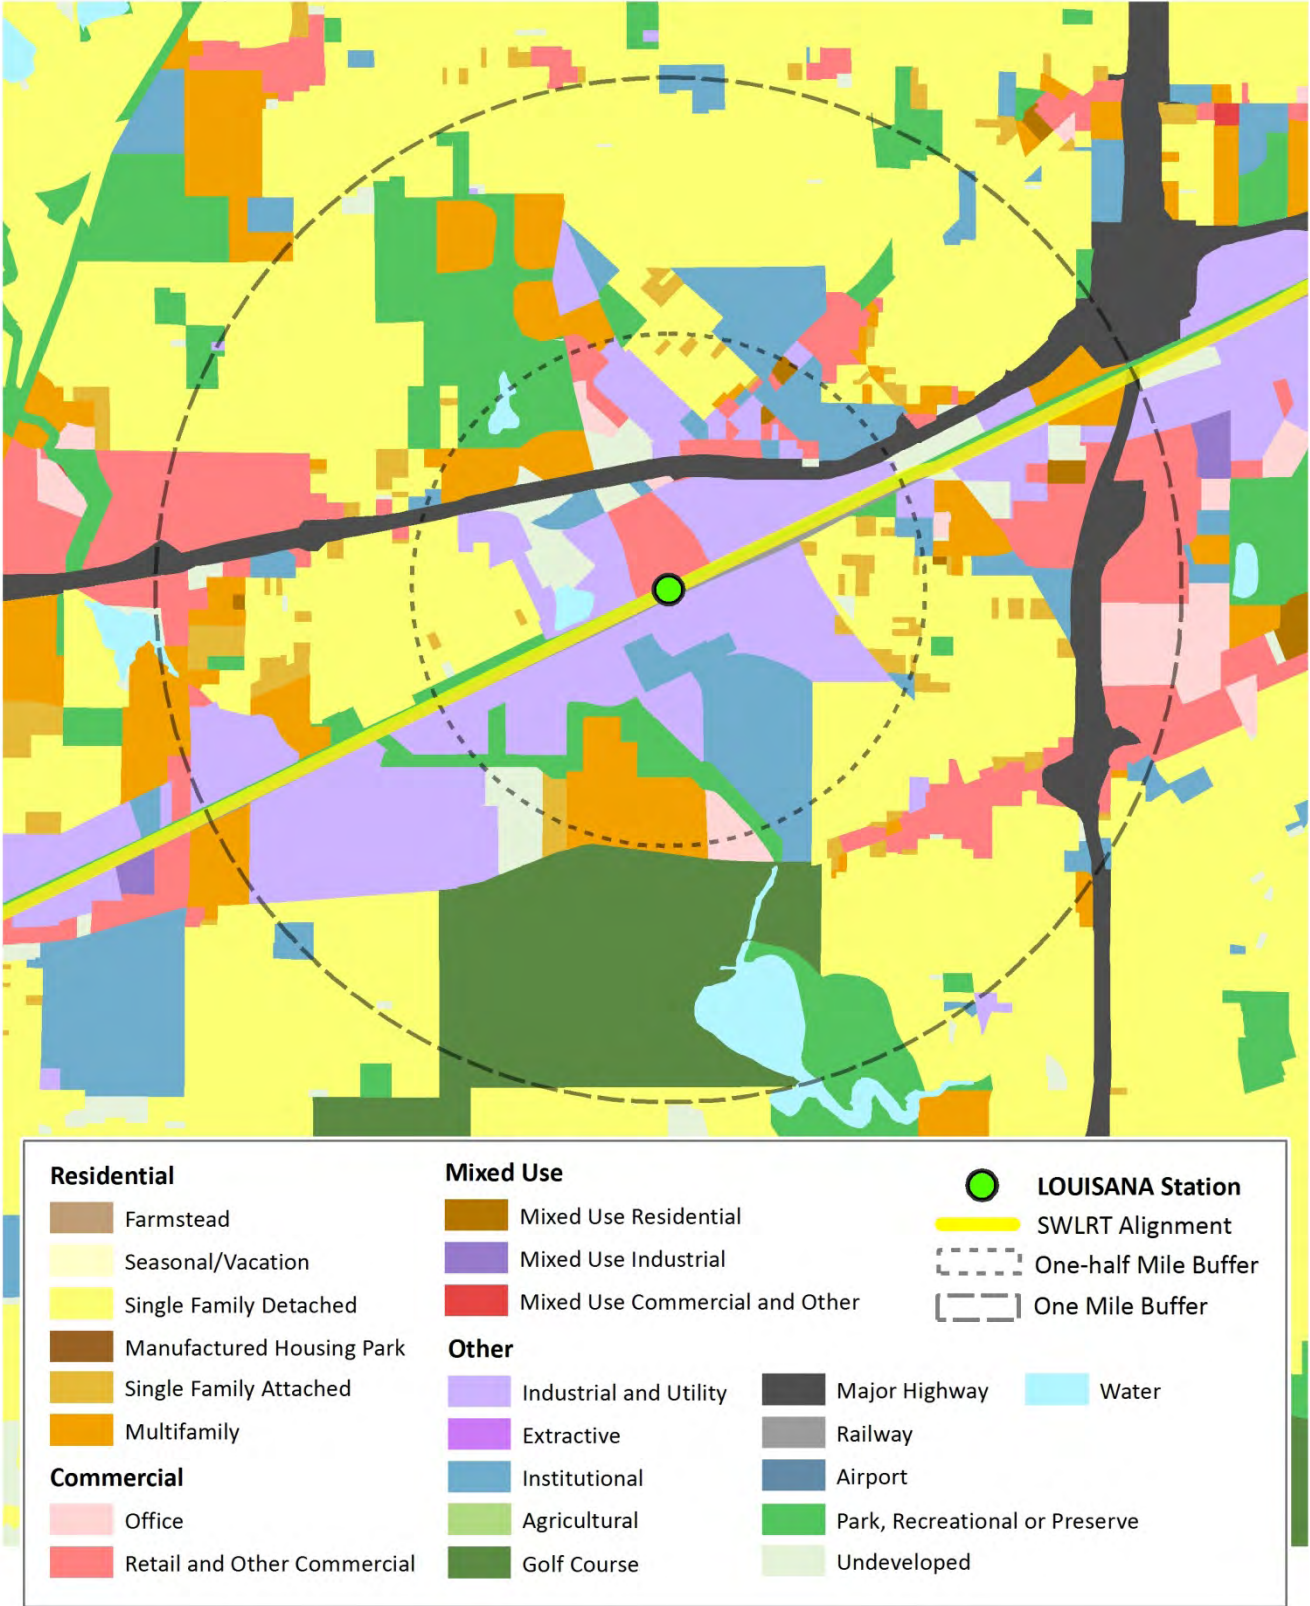 Residential
Farmstead
Seasonal/Vacation
Single Family Detached
Manufactured Housing Park
Single Family Attached
Multifamily
Commercial
Office
Retail and Other Commercial
Mixed Use
Mixed Use Residential
Mixed Use Industrial
Mixed Use Commercial and Other
Other
Industrial and Utility
Extractive
Institutional
Agricultural
Golf Course
Major Highway
Railway
Airport
Park, Recreational or Preserve
Undeveloped
Water
LOUISANA Station
SWLRT Alignment
One-half Mile Buffer
One Mile Buffer